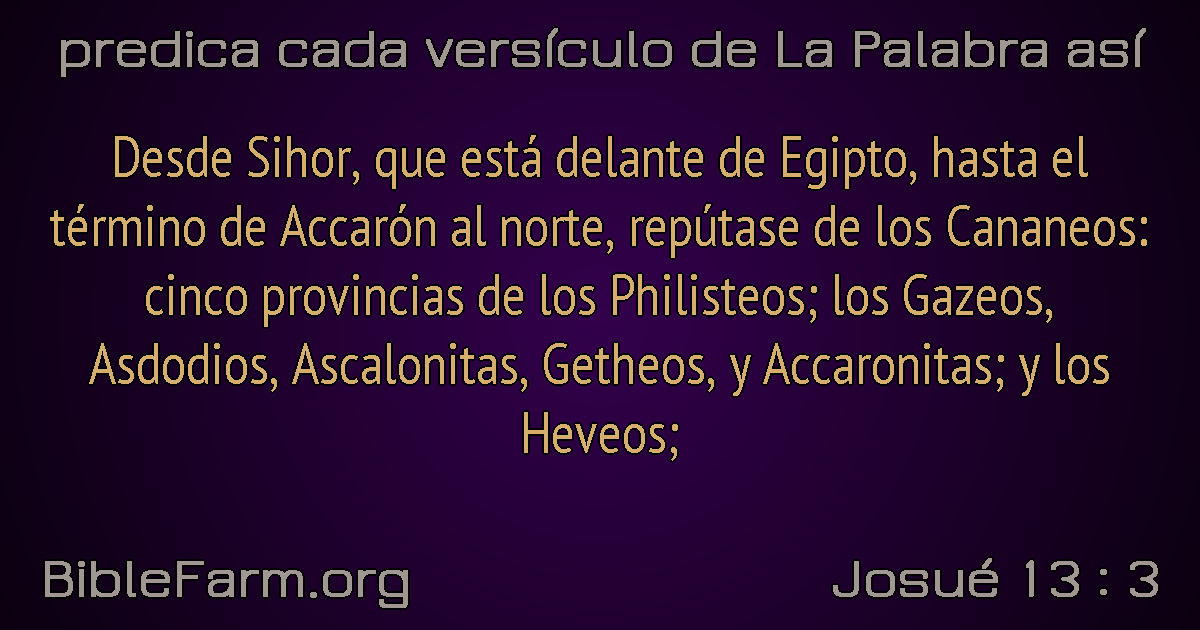 predica cada versículo de La Palabra así
Desde Sihor, que está delante de Egipto, hasta el
término de Accarón al norte, repútase de los Cananeos:
cinco provincias de los Philisteos; los Gazeos,
Asdodios, Ascalonitas, Getheos, y Accaronitas; y los
Heveos;
BibleFarm.org
Josué 13 : 3